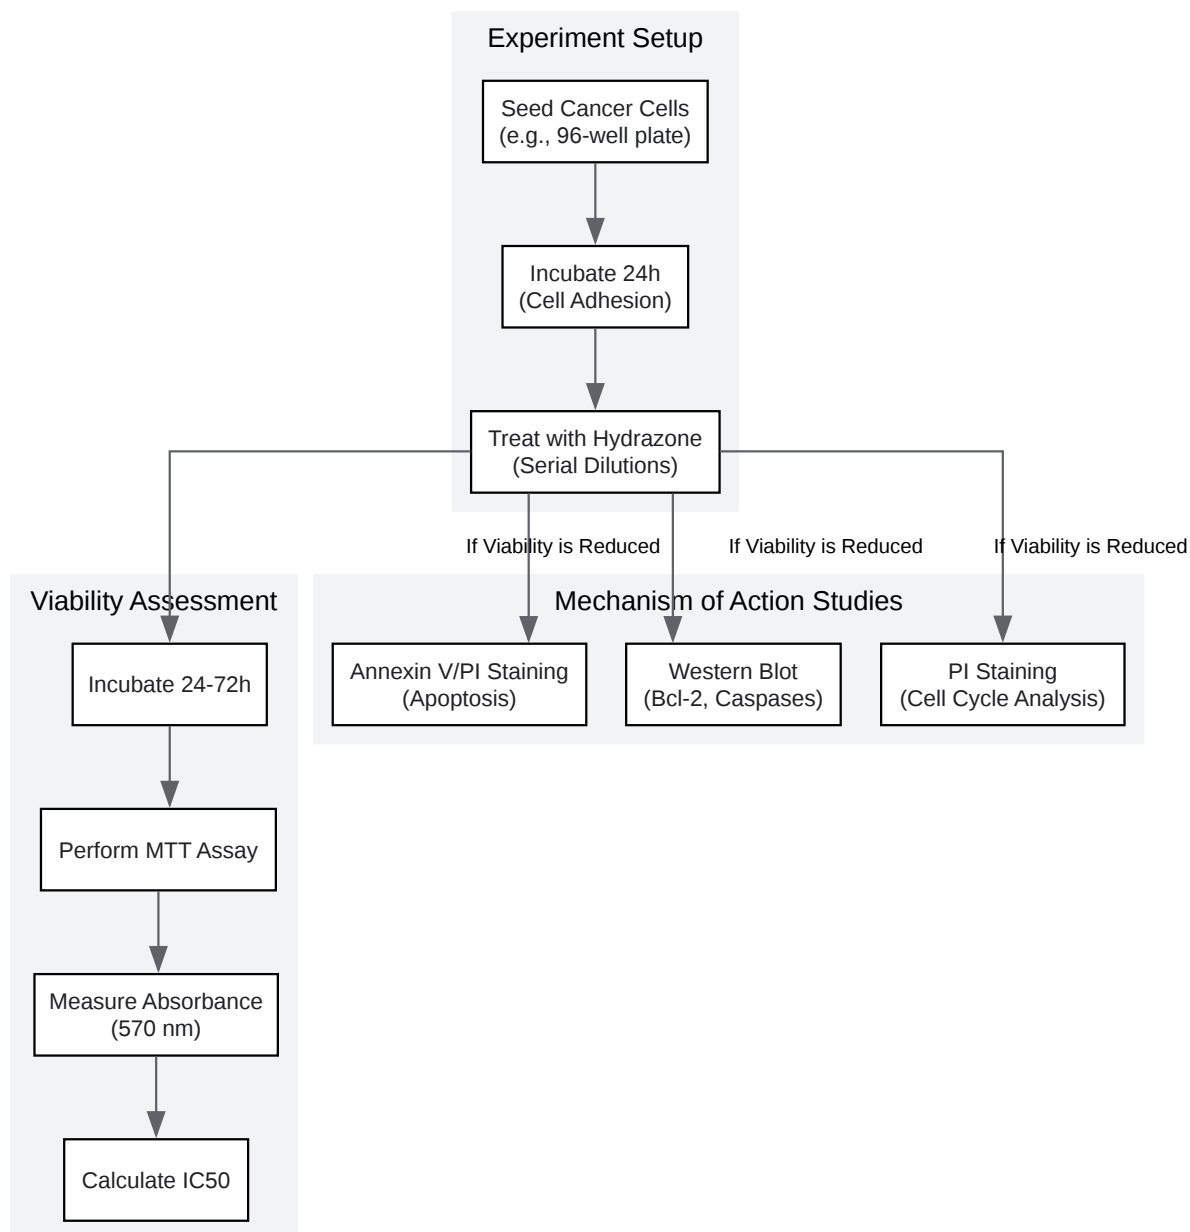 Experiment Setup
Seed Cancer Cells
(e.g., 96-well plate)
Incubate 24h
(Cell Adhesion)
Treat with Hydrazone
(Serial Dilutions)
If Viability is Reduced
If Viability is Reduced
If Viability is Reduced
Viability Assessment
Incubate 24-72h
Perform MTT Assay
Measure Absorbance
(570 nm)
Calculate IC50
Mechanism of Action Studies
Annexin V/PI Staining
(Apoptosis)
Western Blot
(Bcl-2, Caspases)
PI Staining
(Cell Cycle Analysis)